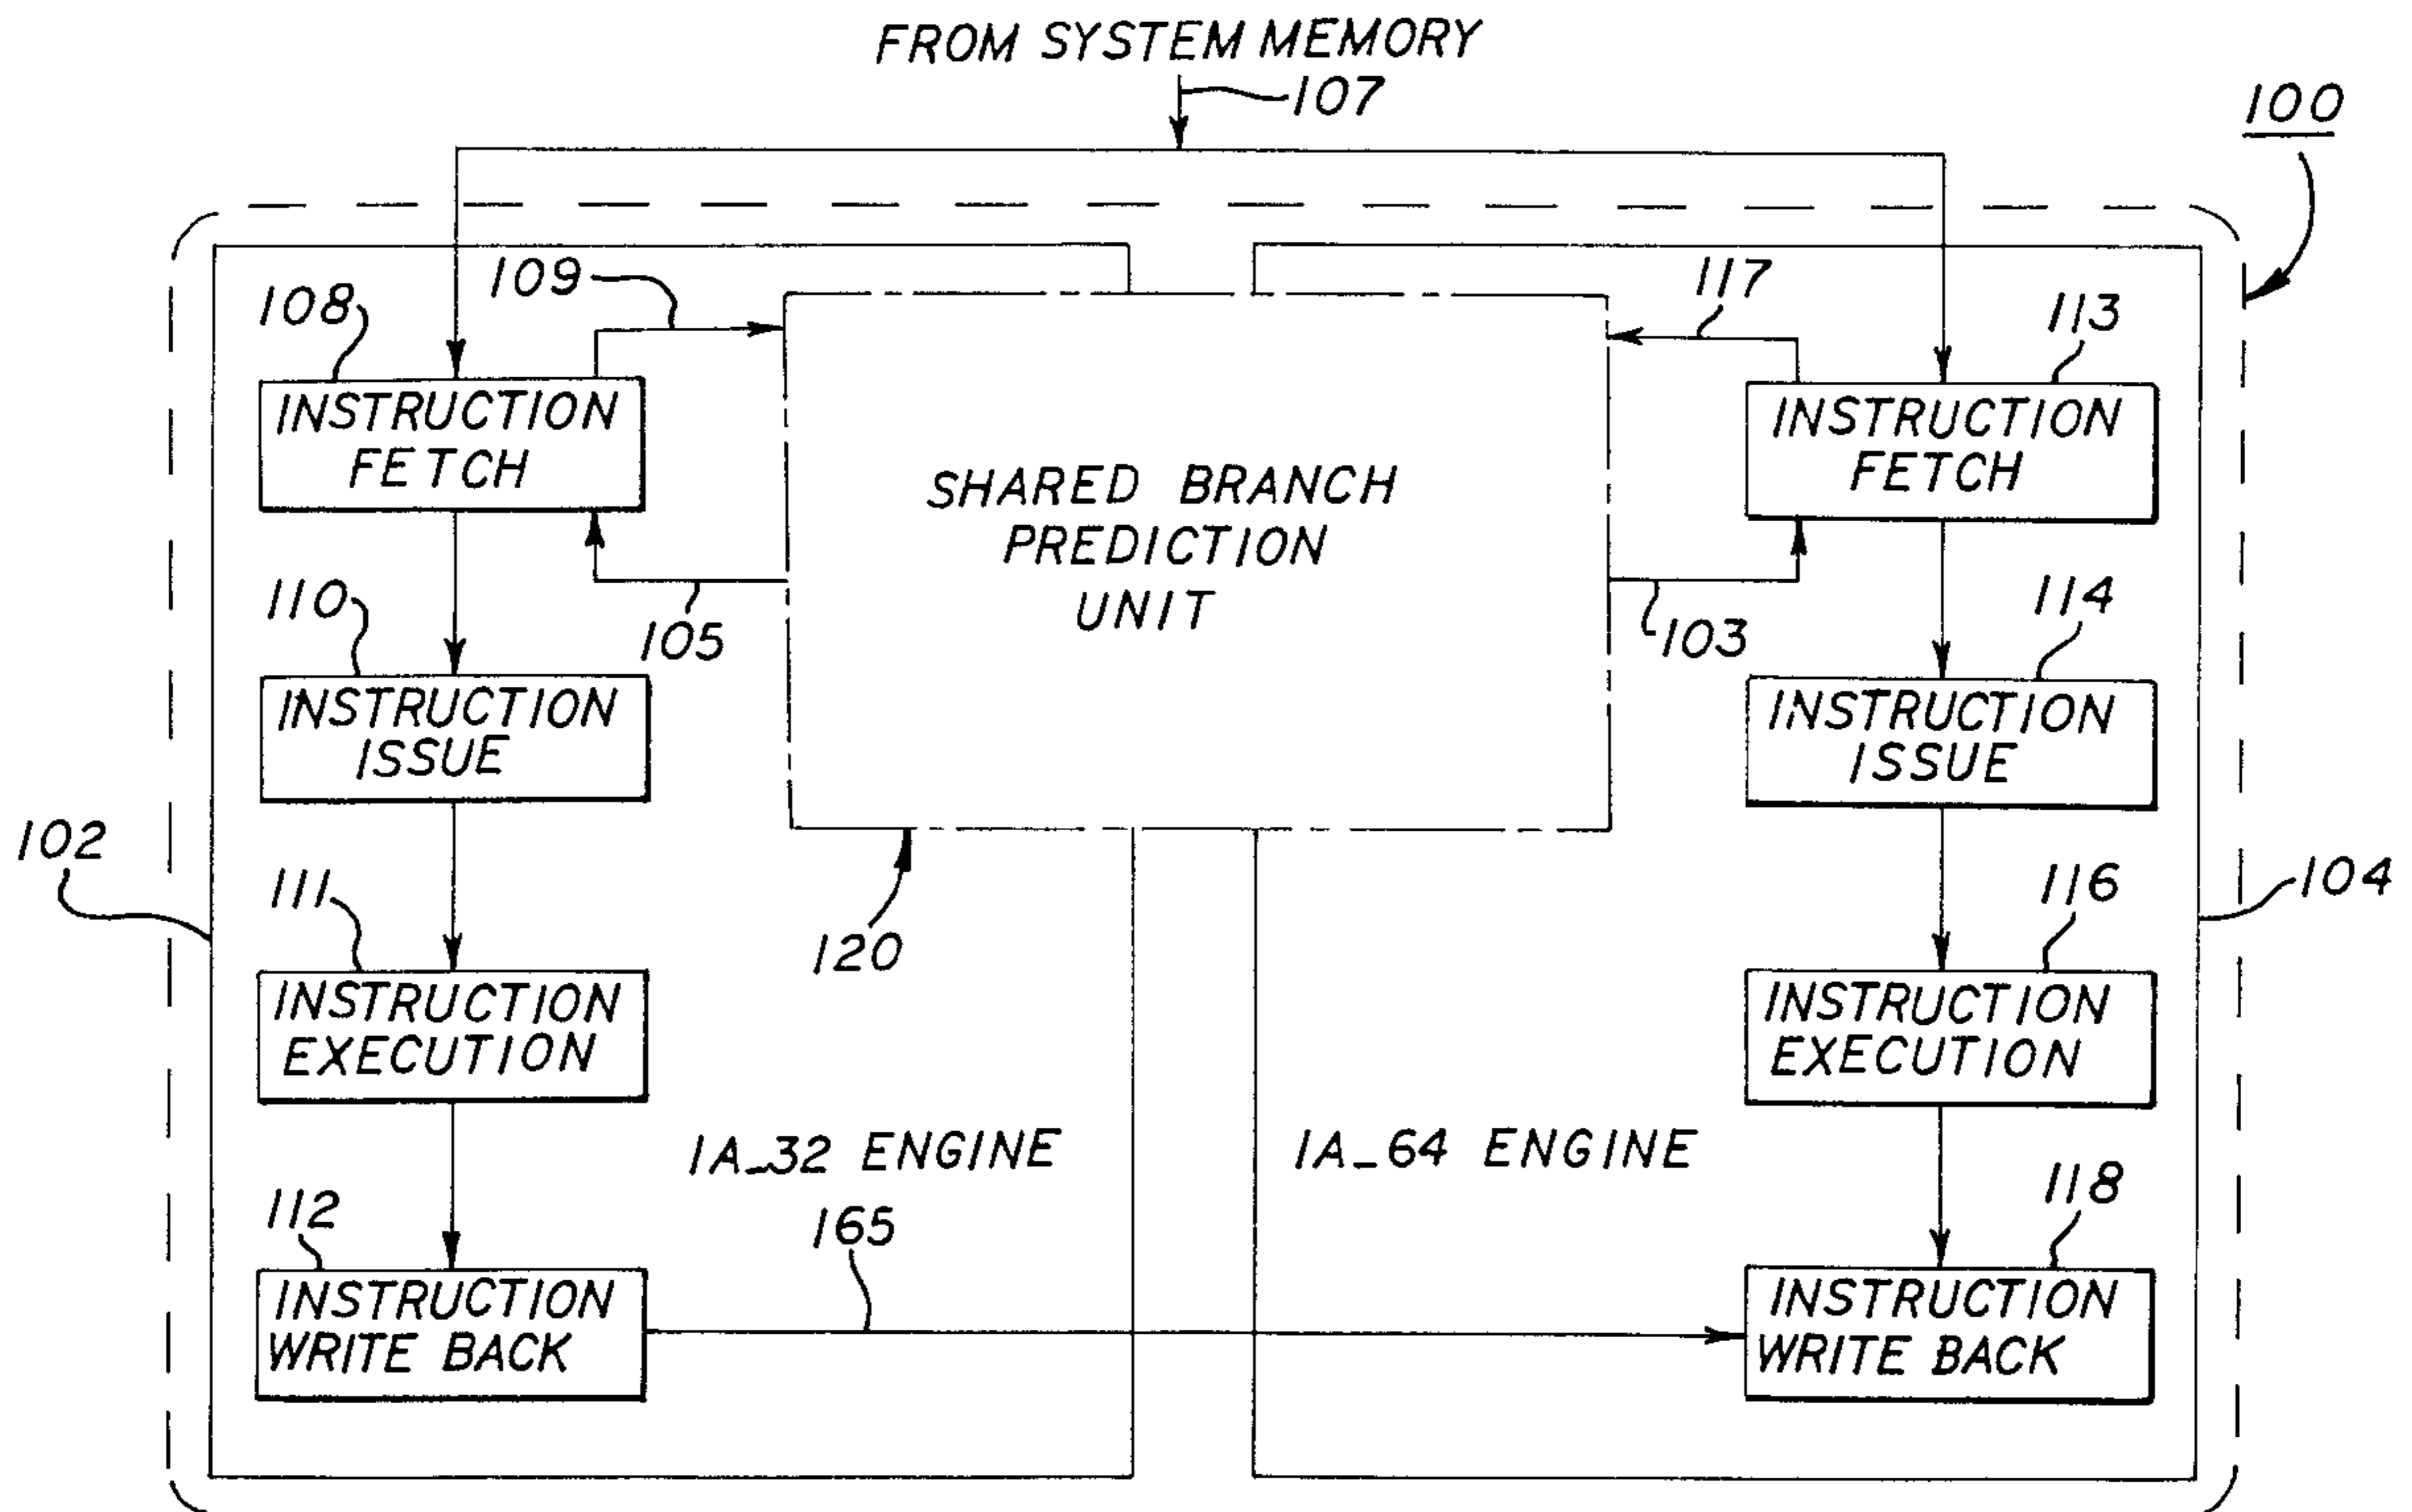 FROM SYSTEM MEMORY
107
100
109
117
108
113
INSTRUCTION
FETCH
INSTRUCTION
FETCH
SHARED BRANCH
PREDICTION
UNIT
110
105
103
114
INSTRUCTION
ISSUE
INSTRUCTION
ISSUE
102
104
111
120
116
INSTRUCTION
EXECUTION
INSTRUCTION
EXECUTION
IA_32 ENGINE
IA_64 ENGINE
112
165
118
INSTRUCTION
WRITE BACK
INSTRUCTION
WRITE BACK